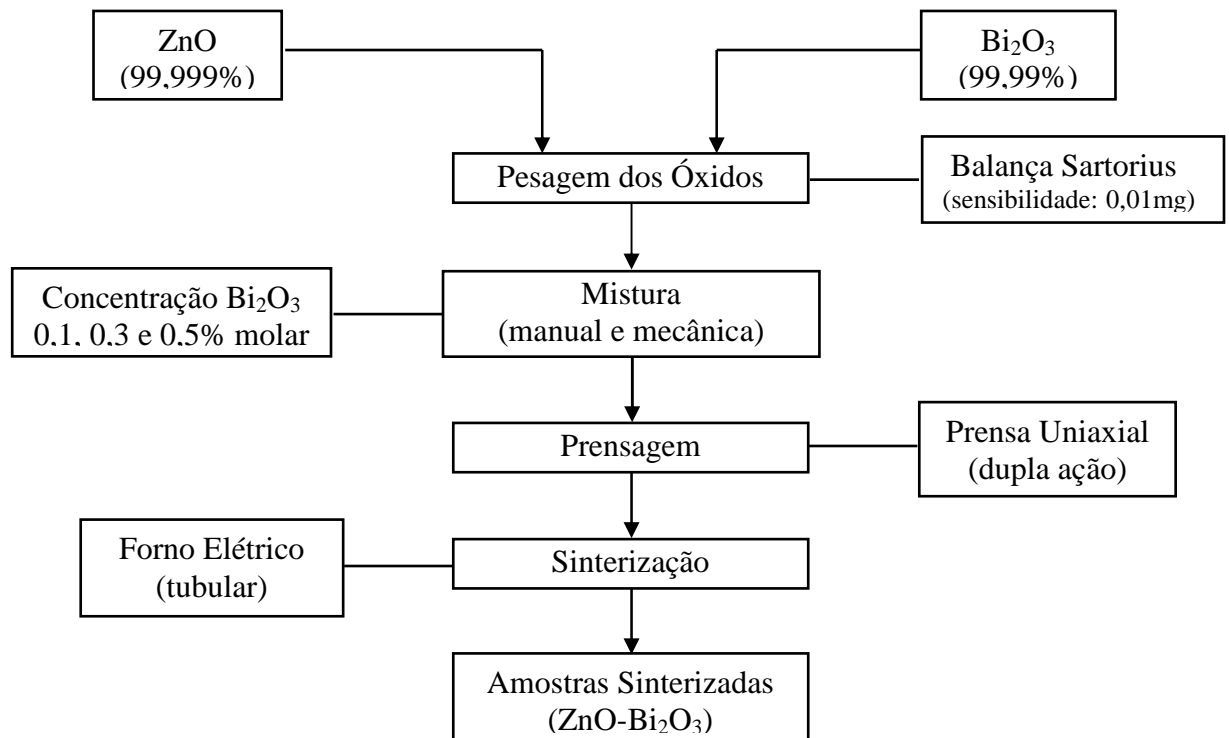 ZnO
(99,999%)
Bi₂O₃
(99,99%)
Pesagem dos Óxidos
Balança Sartorius
(sensibilidade: 0,01mg)
Concentração Bi₂O₃
0,1, 0,3 e 0,5% molar
Mistura
(manual e mecânica)
Prensagem
Prensa Uniaxial
(dupla ação)
Forno Elétrico
(tubular)
Sinterização
Amostras Sinterizadas
(ZnO-Bi₂O₃)